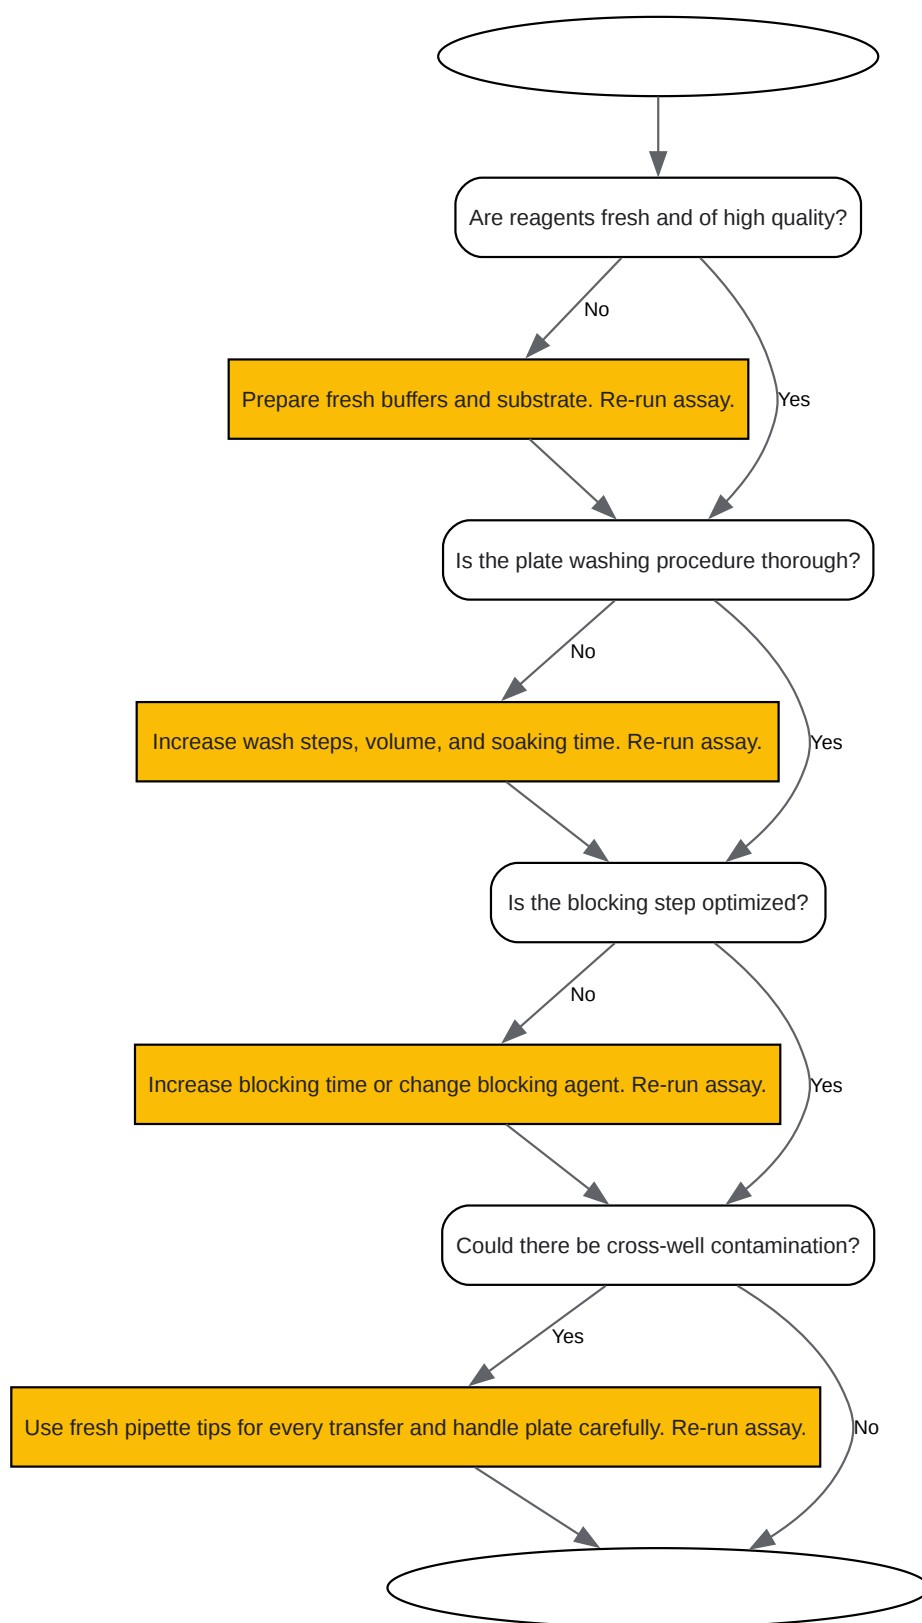 Are reagents fresh and of high quality?
No
Prepare fresh buffers and substrate. Re-run assay.
Yes
Is the plate washing procedure thorough?
No
Increase wash steps, volume, and soaking time. Re-run assay.
Yes
Is the blocking step optimized?
No
Increase blocking time or change blocking agent. Re-run assay.
Yes
Could there be cross-well contamination?
Yes
Use fresh pipette tips for every transfer and handle plate carefully. Re-run assay.
No